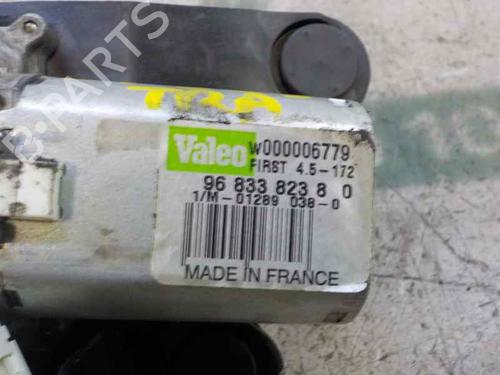 TRA
Valeo W000006779
FIRST 4.5-172
96 833 823 8 0
1/M-01289 038-0
MADE IN FRANCE
B-PARTS